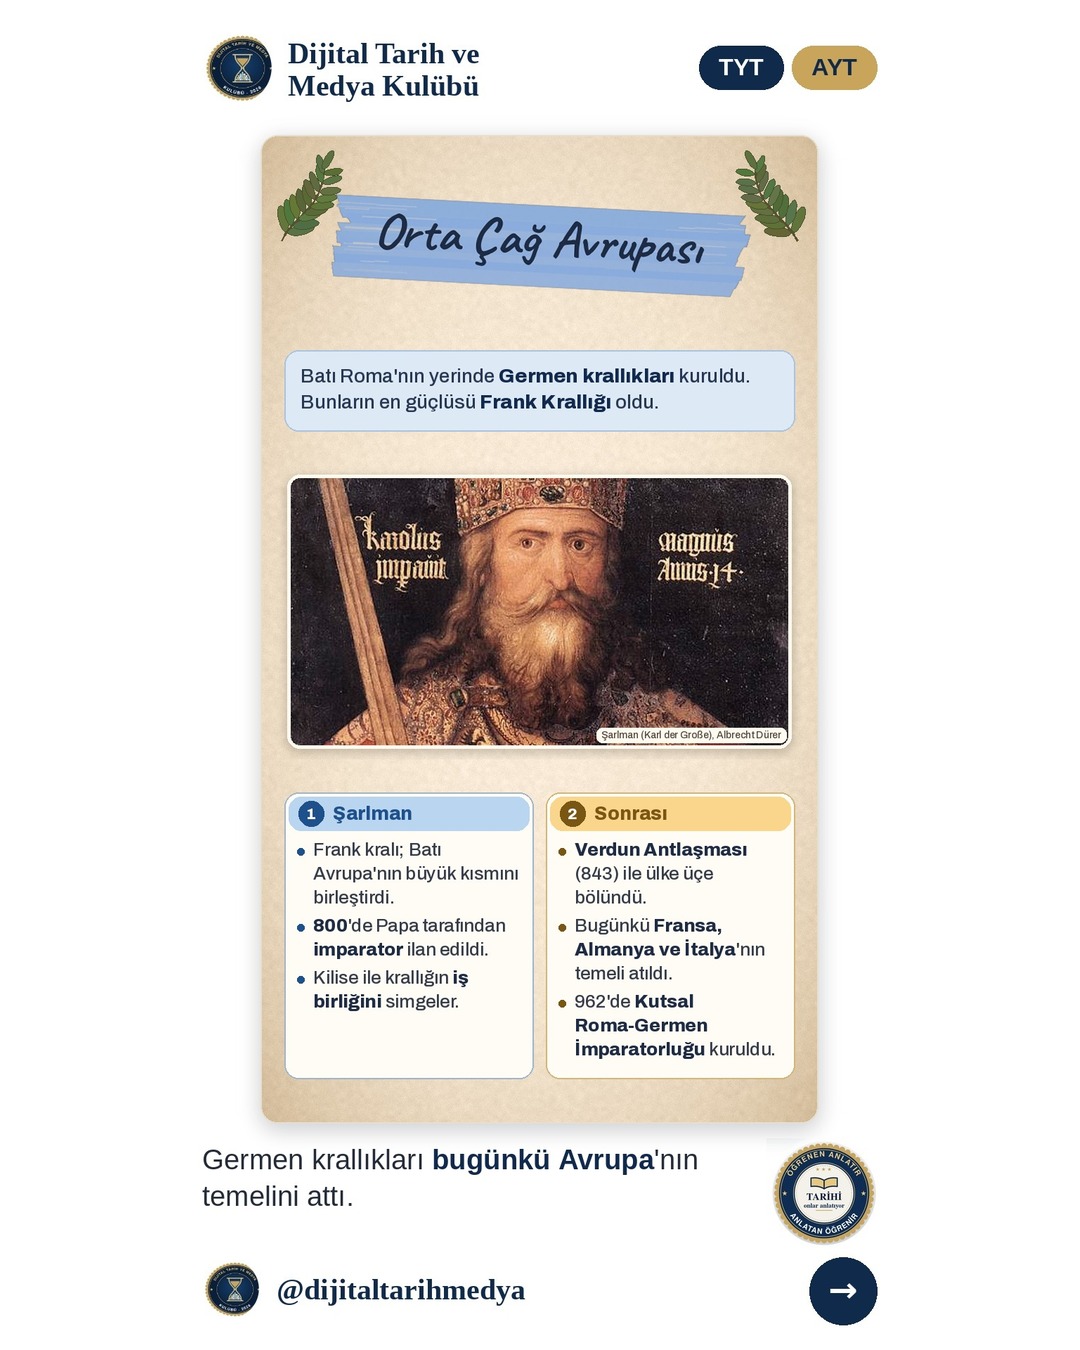 Dijital Tarih ve
Medya Kulübü
TYT
AYT
Orta Çağ Avrupası
Batı Roma'nın yerinde Germen krallıkları kuruldu.
Bunların en güçlüsü Frank Krallığı oldu.
karolus
magnus
Annis·14·
Şarlman (Karl der Große), Albrecht Dürer
1 Şarlman
Frank kralı; Batı
Avrupa'nın büyük kısmını
birleştirdi.
800'de Papa tarafından
imparator ilan edildi.
Kilise ile krallığın iş
birliğini simgeler.
2 Sonrası
Verdun Antlaşması
(843) ile ülke üçe
bölündü.
Bugünkü Fransa,
Almanya ve İtalya'nın
temeli atıldı.
962'de Kutsal
Roma-Germen
İmparatorluğu kuruldu.
Germen krallıkları bugünkü Avrupa'nın
temelini attı.
ÖĞRENEN ANLATIR
TARİHİ
onlar anlatıyor
ANLATAN ÖĞRENİR
@dijitaltarihmedya
→